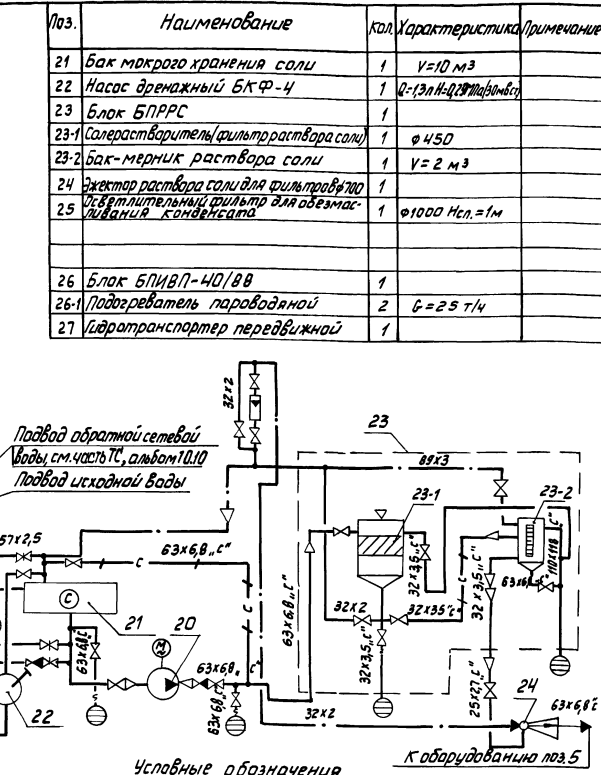 Поз. Наименование Кол. Характеристика Примечание
21 Бак мокрого хранения соли 1 V=10 м³
22 Насос дренажный БКФ-4 1
23 Блок БПРРС 1
23-1 Солерастворитель (фильтр раствора соли) 1 ф450
23-2 Бак-мерник раствора соли 1 V=2 м³
24 Эжектор раствора соли для фильтров ф700 1
25 Осветлительный фильтр для обезмас-
ливания конденсата 1 ф1000 Нсл.=1м
26 Блок БПИВП-40/88 1
26-1 Подогреватель пароводяной 2 G=25 т/ч
27 Гидротранспортер передвижной 1
32х2
Подвод обратной сетевой
воды, см. часть ТС, альбом 10.10
Подвод исходной воды
23
89х3
57х2,5
С 63х6,8 „С"
23-1
23-2
С
21
20
М
22
63х6,8„С"
63х6,8„
63х6,8„С"
С
63х6,8„С"
32х2
32х2
32х3,5„С"
32х3,5„С"
32х35„С"
С
32х3,5„С"
25х2,7„С"
24
63х6,8„С
К оборудованию поз.5
Условные обозначения